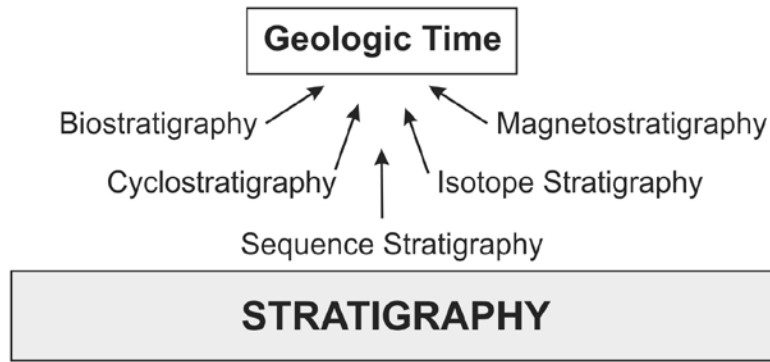 Geologic Time
Biostratigraphy
Magnetostratigraphy
Cyclostratigraphy
Isotope Stratigraphy
Sequence Stratigraphy
STRATIGRAPHY